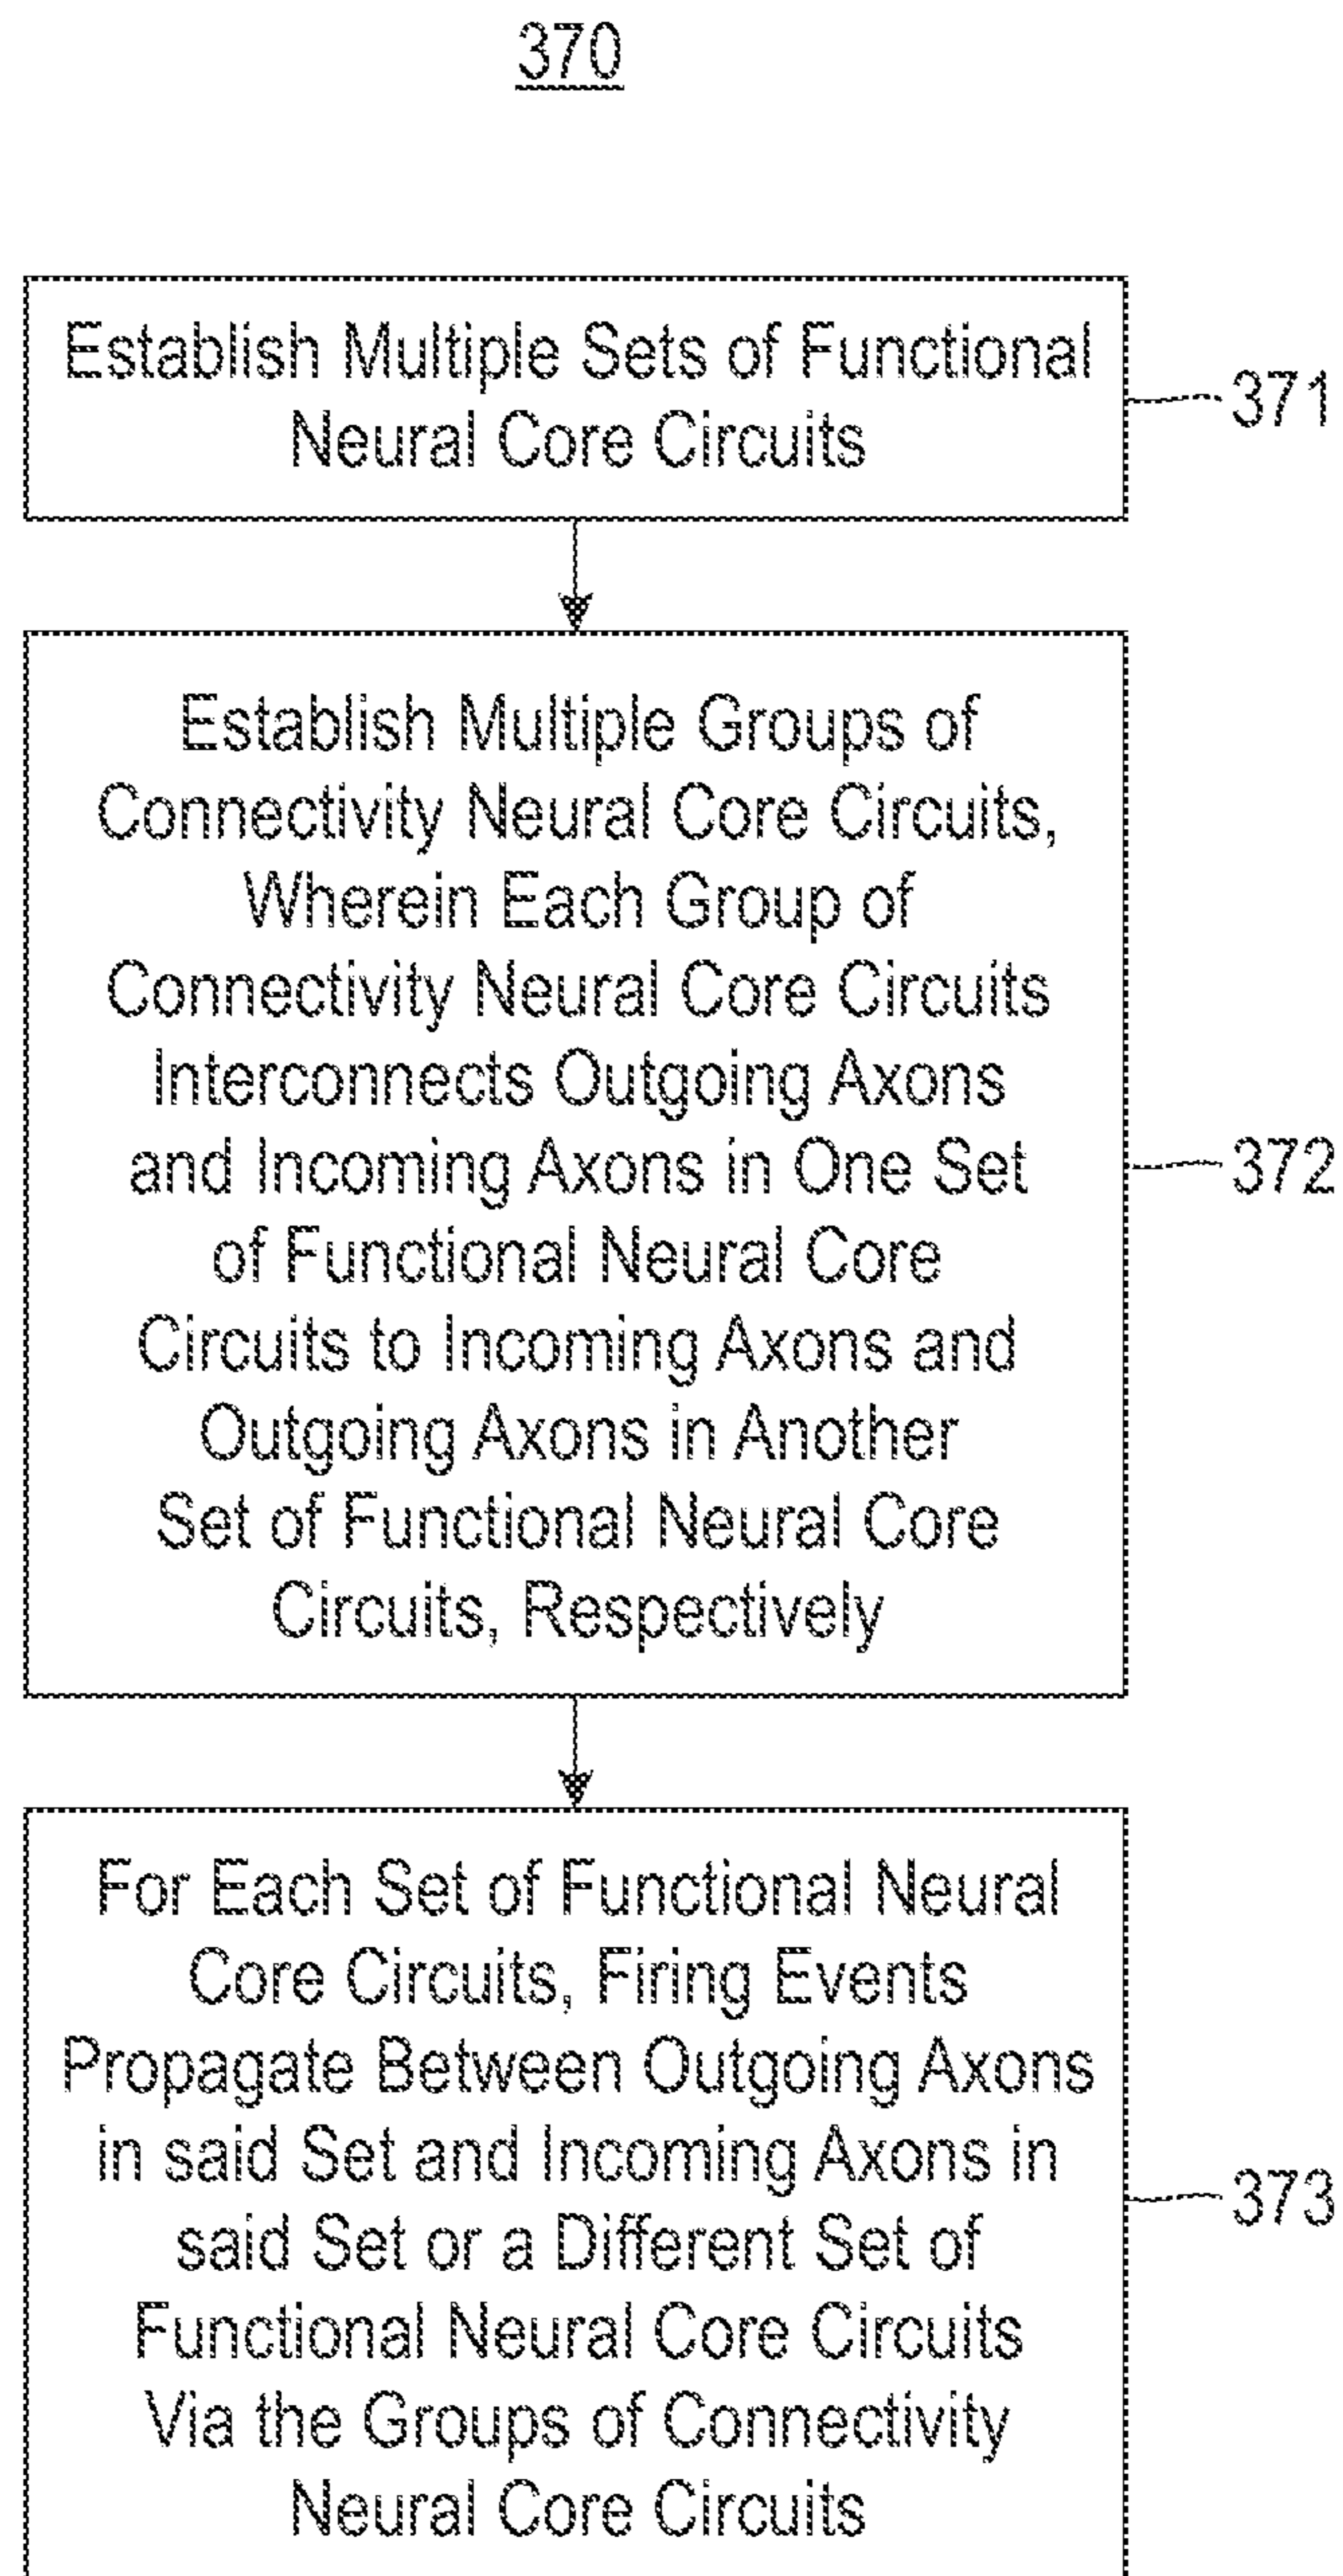 370
Establish Multiple Sets of Functional
Neural Core Circuits
371
Establish Multiple Groups of
Connectivity Neural Core Circuits,
Wherein Each Group of
Connectivity Neural Core Circuits
Interconnects Outgoing Axons
and Incoming Axons in One Set
of Functional Neural Core
Circuits to Incoming Axons and
Outgoing Axons in Another
Set of Functional Neural Core
Circuits, Respectively
372
For Each Set of Functional Neural
Core Circuits, Firing Events
Propagate Between Outgoing Axons
in said Set and Incoming Axons in
said Set or a Different Set of
Functional Neural Core Circuits
Via the Groups of Connectivity
Neural Core Circuits
373